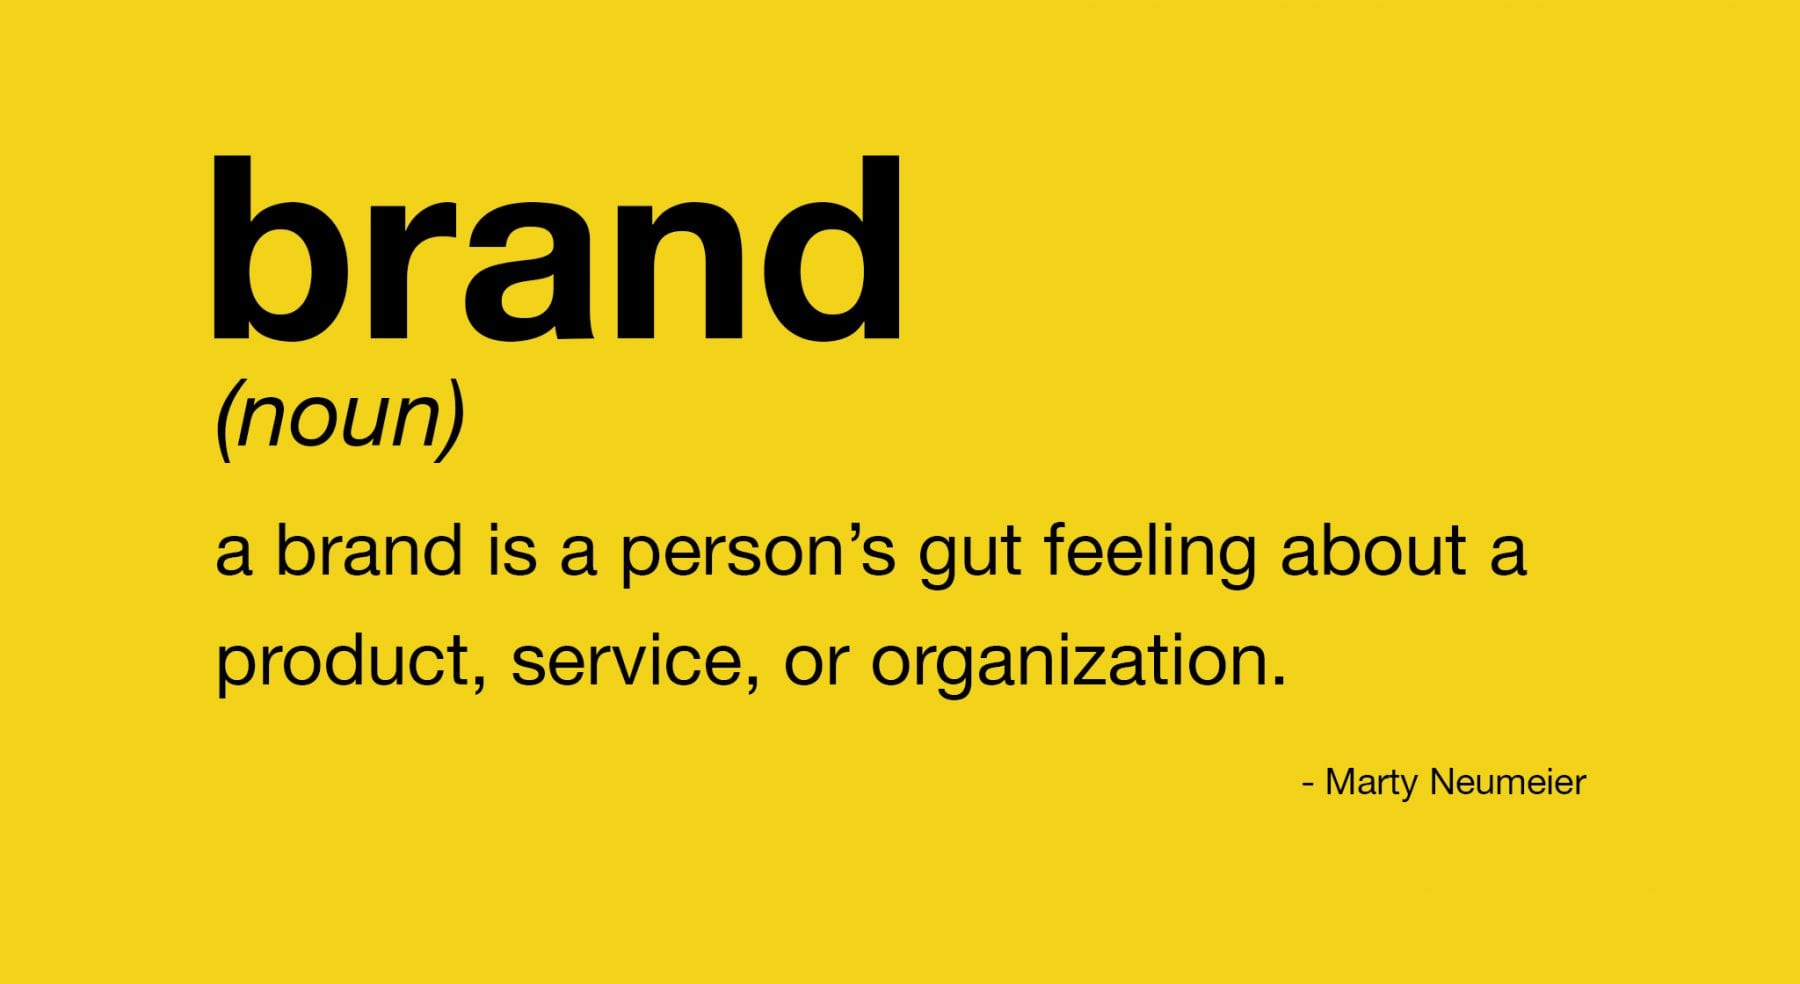 brand
(noun)
a brand is a person’s gut feeling about a
product, service, or organization.
- Marty Neumeier